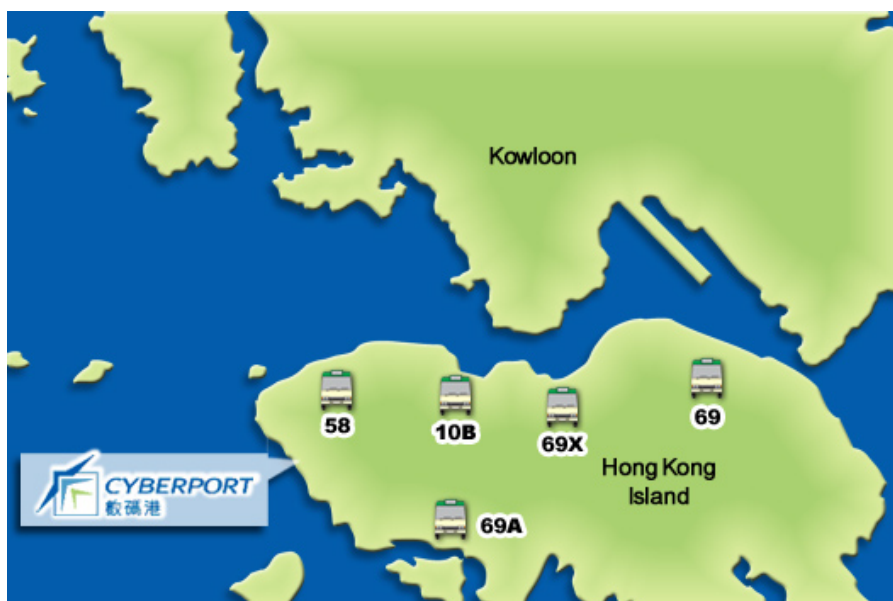 Kowloon
58
10B
69X
69
Hong Kong
Island
CYBERPORT
數碼港
69A